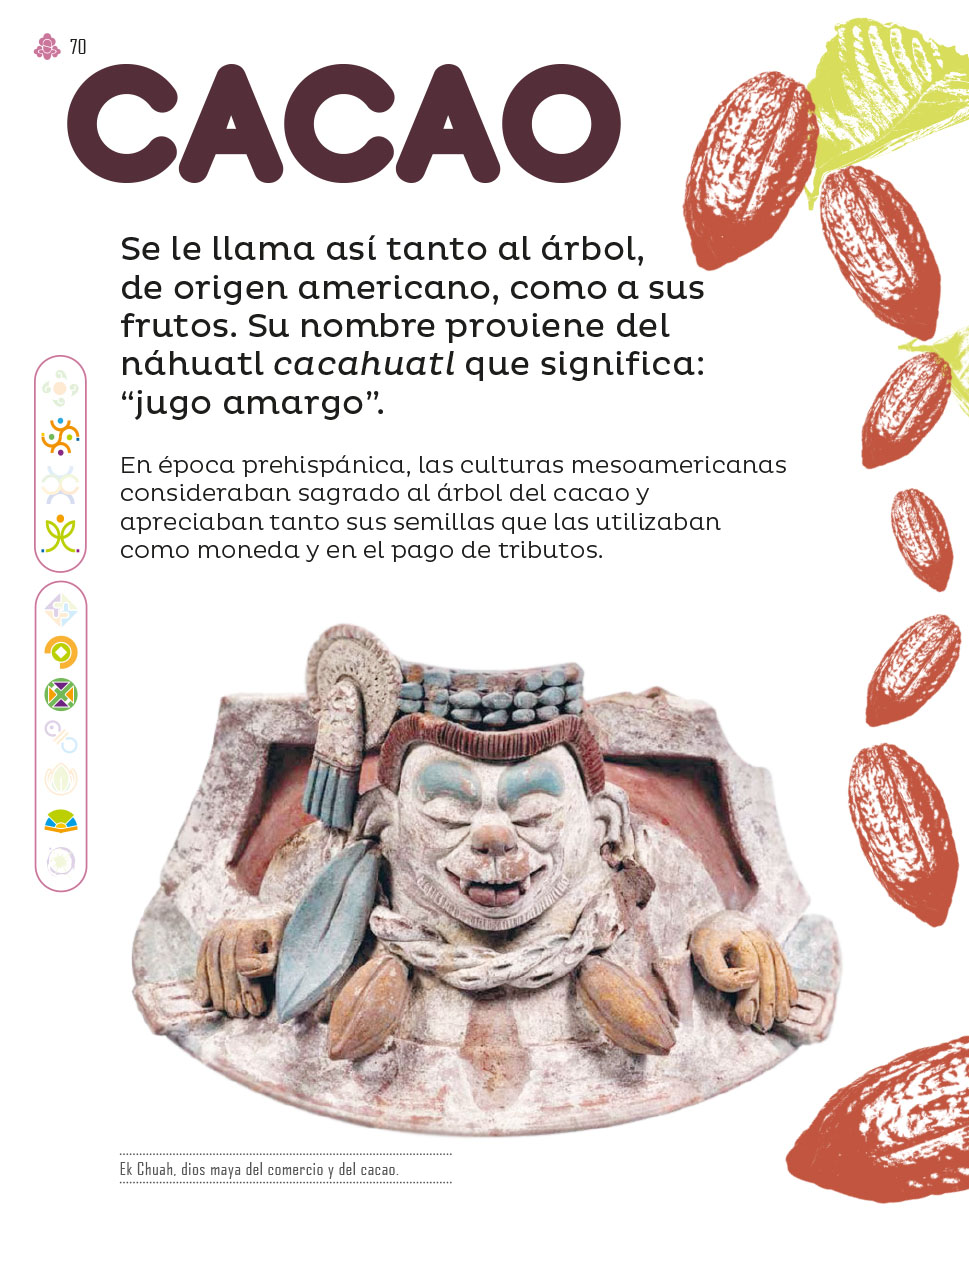 70
CACAO
Se le llama así tanto al árbol,
de origen americano, como a sus
frutos. Su nombre proviene del
náhuatl cacahuatl que significa:
“jugo amargo”.
En época prehispánica, las culturas mesoamericanas
consideraban sagrado al árbol del cacao y
apreciaban tanto sus semillas que las utilizaban
como moneda y en el pago de tributos.
Ek Chuah, dios maya del comercio y del cacao.